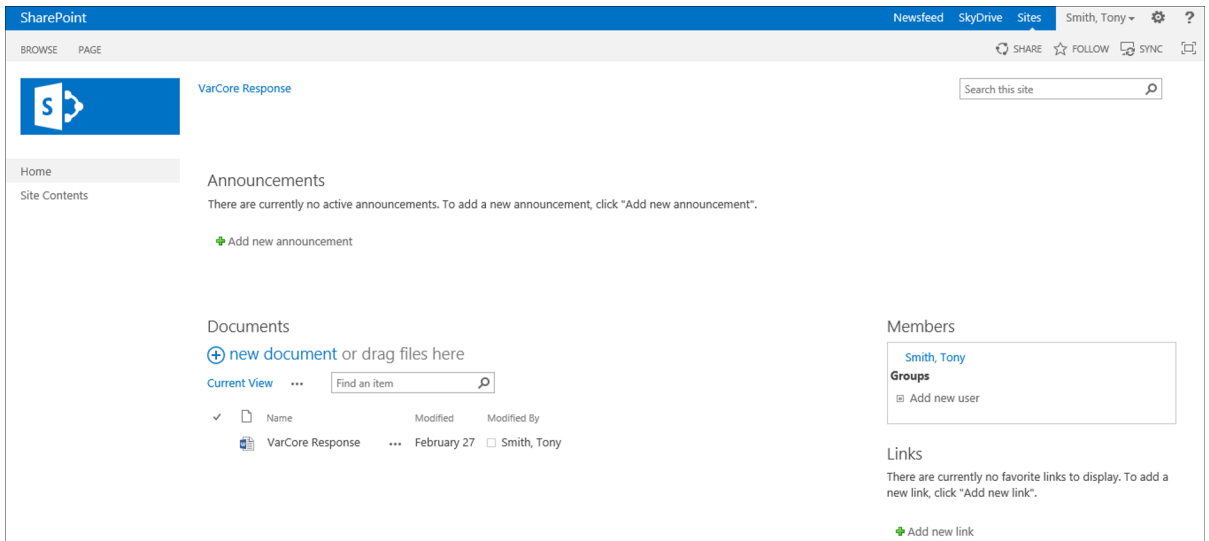 SharePoint Newsfeed SkyDrive Sites Smith, Tony ?
BROWSE PAGE SHARE FOLLOW SYNC
S
VarCore Response
Search this site
Home
Site Contents
Announcements
There are currently no active announcements. To add a new announcement, click "Add new announcement".
Add new announcement
Documents
new document or drag files here
Current View ... Find an item
Name Modified Modified By
VarCore Response ... February 27 Smith, Tony
Members
Smith, Tony
Groups
Add new user
Links
There are currently no favorite links to display. To add a
new link, click "Add new link".
Add new link